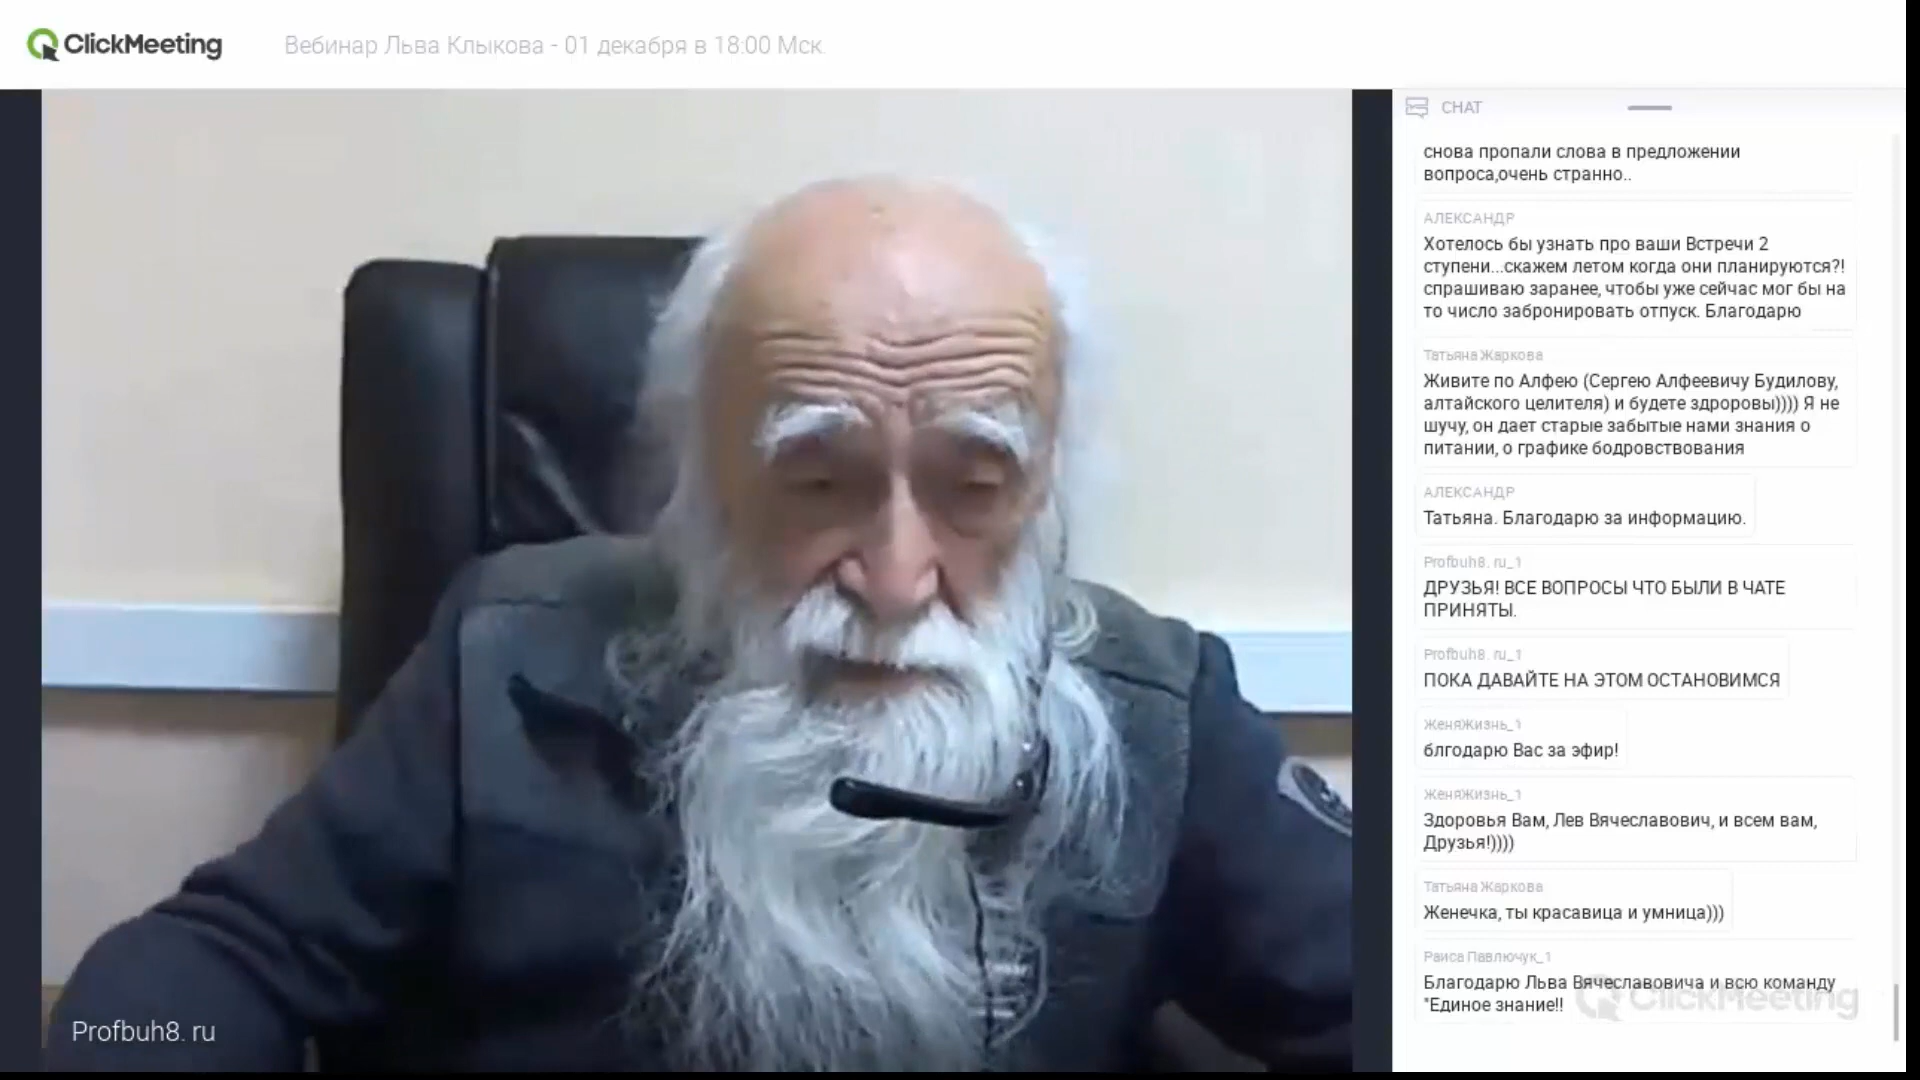 ClickMeeting
Вебинар Льва Клыкова - 01 декабря в 18:00 Мск.
CHAT
снова пропали слова в предложении
вопроса,очень странно..
АЛЕКСАНДР
Хотелось бы узнать про ваши Встречи 2
ступени...скажем летом когда они планируются?!
спрашиваю заранее, чтобы уже сейчас мог бы на
то число забронировать отпуск. Благодарю
Татьяна Жаркова
Живите по Алфею (Сергею Алфеевичу Будилову,
алтайского целителя) и будете здроровы)))) Я не
шучу, он дает старые забытые нами знания о
питании, о графике бодровствования
АЛЕКСАНДР
Татьяна. Благодарю за информацию.
Profbuh8. ru_1
ДРУЗЬЯ! ВСЕ ВОПРОСЫ ЧТО БЫЛИ В ЧАТЕ
ПРИНЯТЫ.
Profbuh8. ru_1
ПОКА ДАВАЙТЕ НА ЭТОМ ОСТАНОВИМСЯ
ЖеняЖизнь_1
блгодарю Вас за эфир!
ЖеняЖизнь_1
Здоровья Вам, Лев Вячеславович, и всем вам,
Друзья!))))
Татьяна Жаркова
Женечка, ты красавица и умница)))
Раиса Павлючук_1
Благодарю Льва Вячеславовича и всю команду
"Единое знание!!
ClickMeeting
Profbuh8. ru